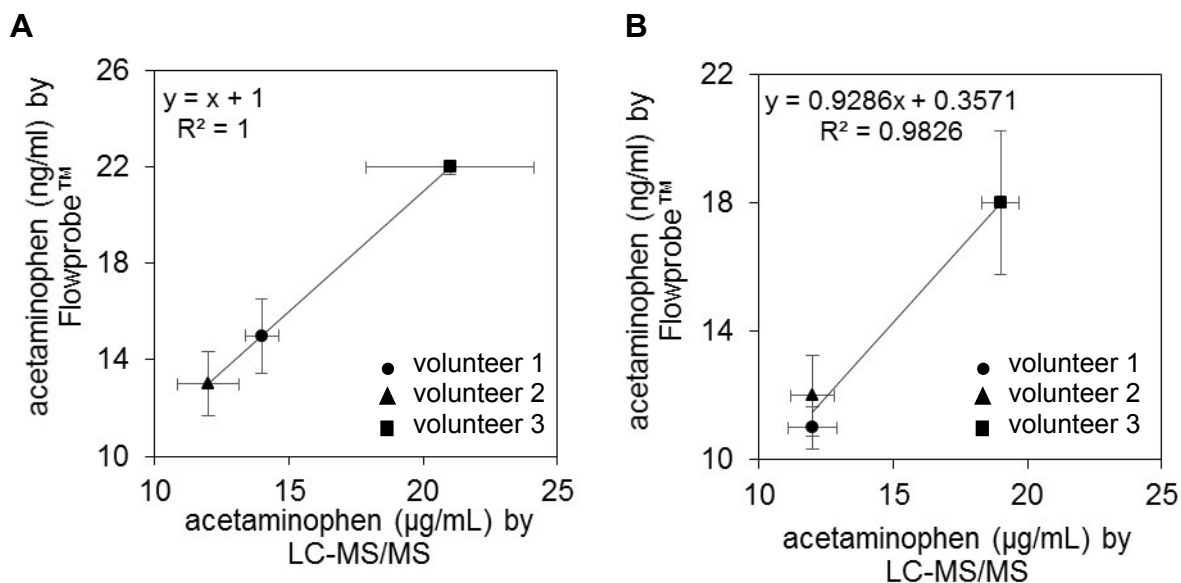 A
acetaminophen (ng/ml) by
Flowprobe™
26
22
18
14
10
y = x + 1
R² = 1
volunteer 1
volunteer 2
volunteer 3
10
15
20
25
acetaminophen (µg/mL) by
LC-MS/MS
B
acetaminophen (ng/ml) by
Flowprobe™
22
18
14
10
y = 0.9286x + 0.3571
R² = 0.9826
volunteer 1
volunteer 2
volunteer 3
10
15
20
25
acetaminophen (µg/mL) by
LC-MS/MS